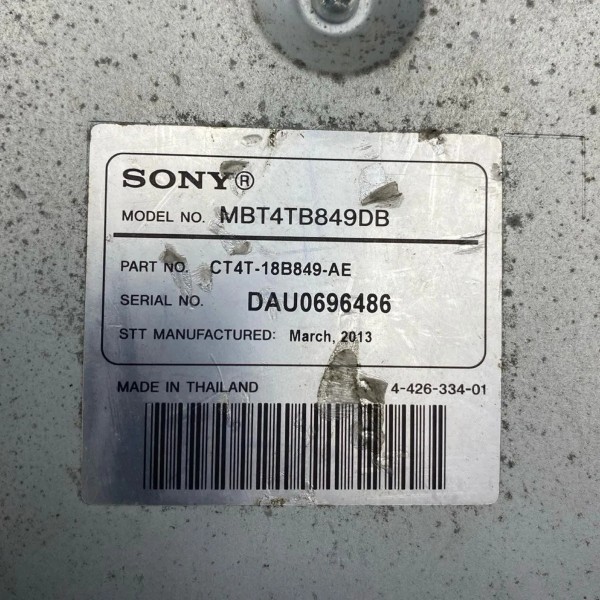 SONY®
MODEL NO. MBT4TB849DB
PART NO. CT4T-18B849-AE
SERIAL NO. DAU0696486
STT MANUFACTURED: March, 2013
MADE IN THAILAND 4-426-334-01